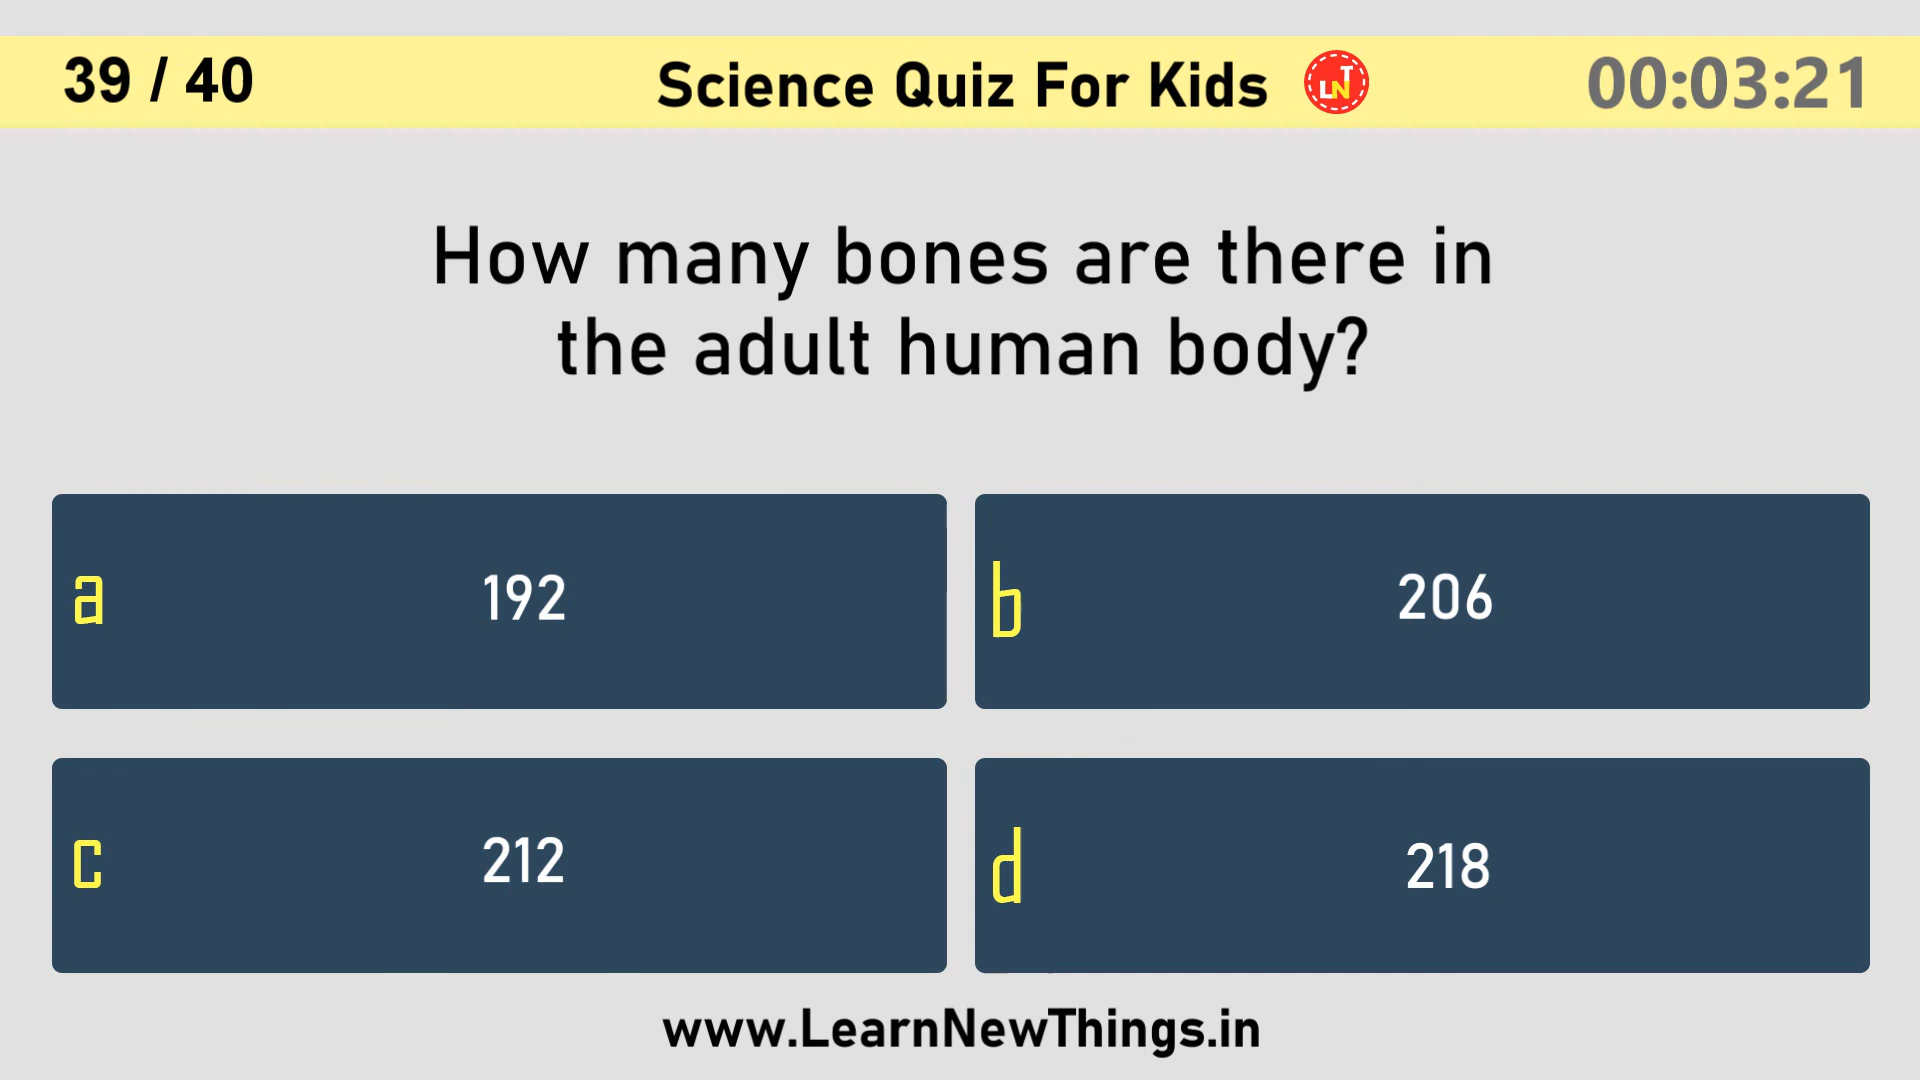 39 / 40
Science Quiz For Kids
LNT
00:03:21
How many bones are there in
the adult human body?
a
192
b
206
c
212
d
218
www.LearnNewThings.in